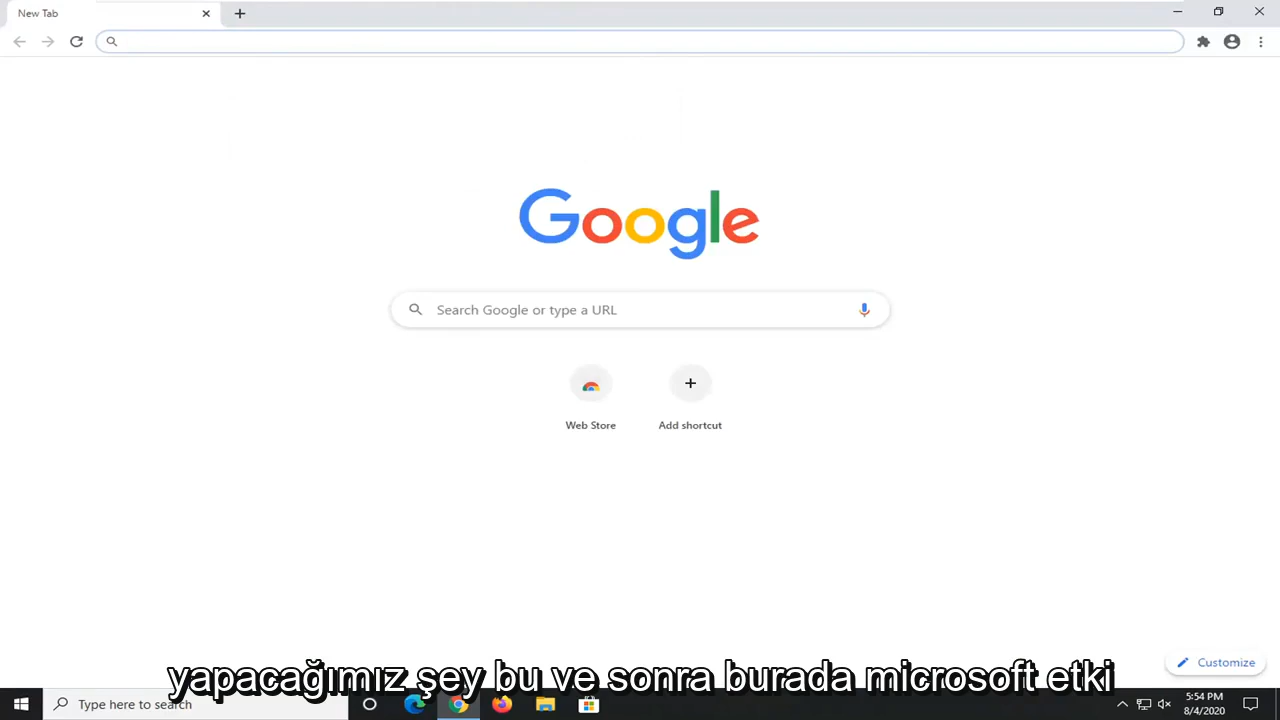 New Tab
Google
Search Google or type a URL
Web Store
Add shortcut
Customize
yapacağımız şey bu ve sonra burada microsoft etki
Type here to search
5:54 PM
8/4/2020